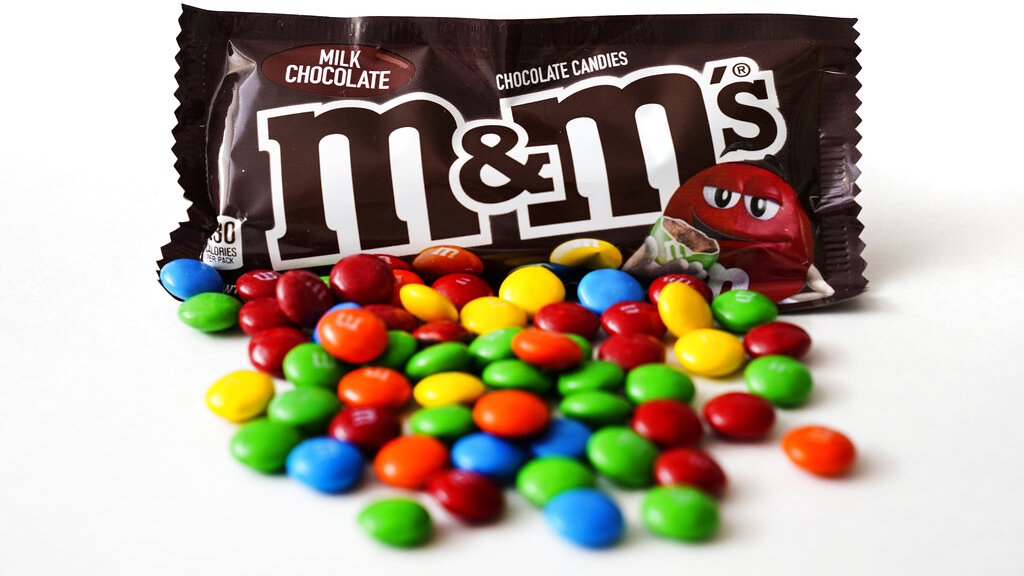 MILK
CHOCOLATE
CHOCOLATE CANDIES
m&m's®
CALORIES
PER PACK
m
m